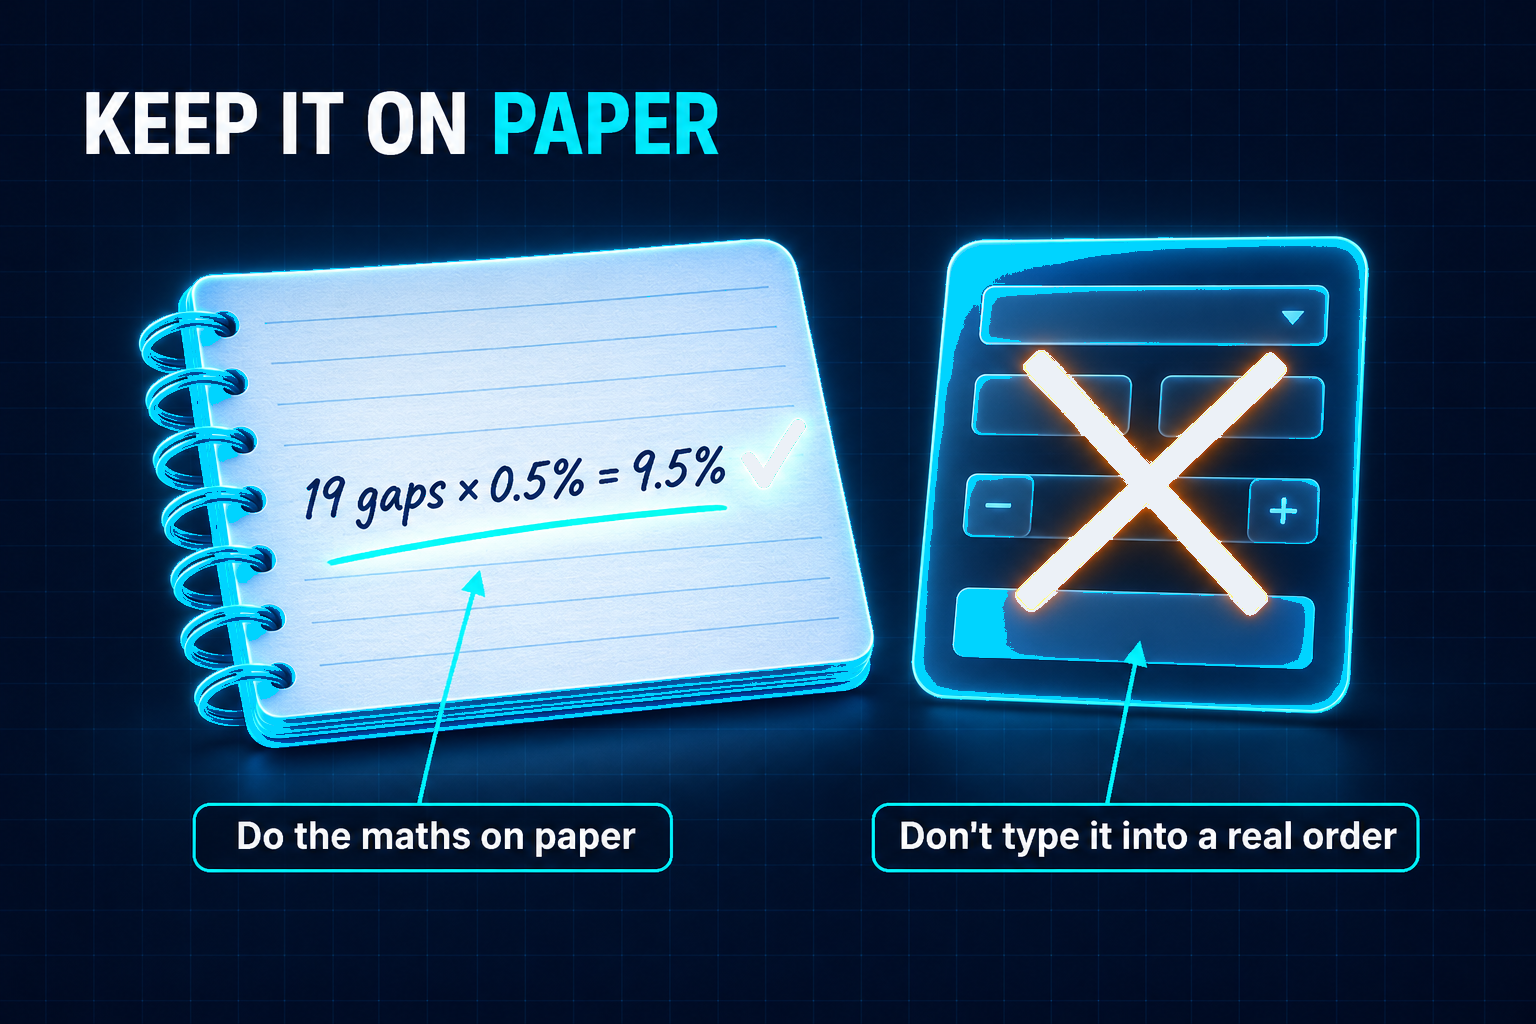 KEEP IT ON PAPER
19 gaps × 0.5% = 9.5%
Do the maths on paper
Don't type it into a real order